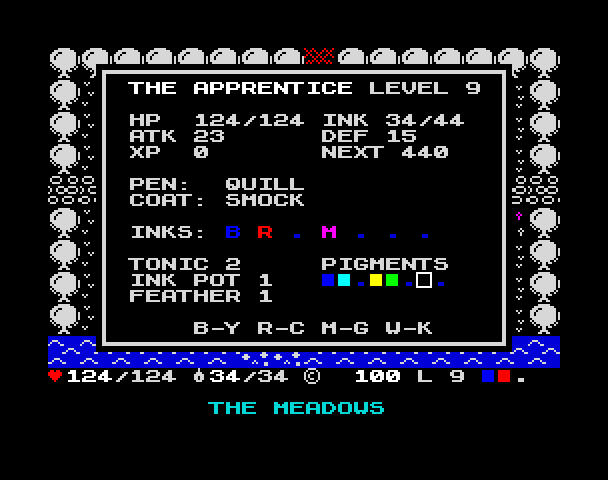 THE APPRENTICE LEVEL 9
HP 124/124 INK 34/44
ATK 23 DEF 15
XP 0 NEXT 440
PEN: QUILL
COAT: SMOCK
INKS: B R . M . . .
TONIC 2 PIGMENTS
INK POT 1
FEATHER 1
B-Y R-C M-G W-K
124/124 34/34 © 100 L 9 .
THE MEADOWS